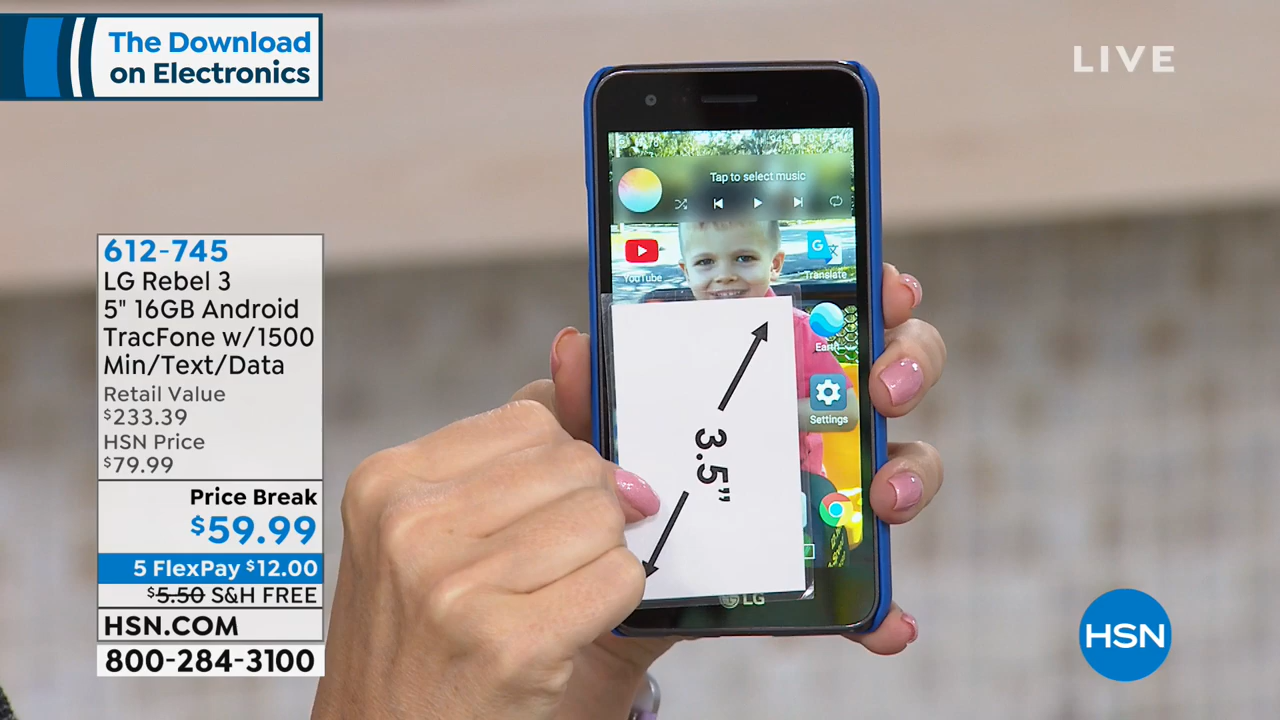 The Download
on Electronics
LIVE
612-745
LG Rebel 3
5" 16GB Android
TracFone w/1500
Min/Text/Data
Retail Value
$233.39
HSN Price
$79.99
Price Break
$59.99
5 FlexPay $12.00
$5.50 S&H FREE
HSN.COM
800-284-3100
Tap to select music
YouTube
Translate
Earth
Settings
3.5"
LG
HSN